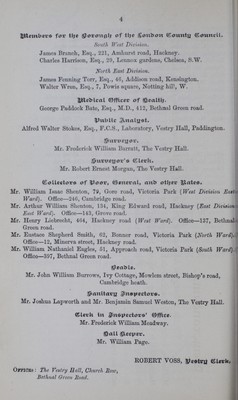 4
Members for the Borough of the London County Council.
South West Division.
James Branch, Esq., 221, Amhurst road, Hackney.
Charles Harrison, Esq., 29, Lennox gardens, Chelsea, S.W.
North East Division.
James Fenning Torr, Esq., 46, Addison road, Kensington.
Walter Wren, Esq., 7, Powis square, Notting hill, W.
Medical Officer of Health.
George Paddock Bate, Esq., M.D., 412, Bethnal Green road.
Public Analyst.
Alfred Walter Stokes, Esq., F.C.S., Laboratory, Vestry Hall, Paddington.
Surveyor.
Mr. Frederick William Barratt, The Vestry Hall.
Surveyor's Clerk.
Mr. Robert Ernest Morgan, The Vestry Hall.
Collectors of Poor, General, and other Rates.
Mr. William Isaac Shenton, 79, Gore road, Victoria Park (West Division East
Ward). Office—240, Cambridge road.
Mr. Arthur William Shenton, 134, King Edward road, Hackney (East Division
East Ward). Office—143, Grove road.
Mr. Henry Liebrecht, 404, Hackney road (West Ward). Office—157, Bethnal
Green road.
Mr. Eustace Shepherd Smith, 62, Bonner road, Victoria Park (North Ward).
Office—12, Minerva street, Hackney road.
Mr. William Nathaniel Eagles, 51, Approach road, Victoria Park (South Ward).
Office—397, Bethnal Green road.
Beadle.
Mr. John William Burrows, Ivy Cottage, Mowlem street, Bishop's road,
Cambridge heath.
Sanitary Inspectors.
Mr. Joshua Lapworth and Mr. Benjamin Samuel Weston, The Vestry Hall.
Clerk in Inspectors' Office.
Mr. Frederick William Meadway.
Hall Keeper.
Mr. William Page.
ROBERT VOSS, Vestry Clerk.
Offices: The Vestry Hall, Church Row,
Bethnal Green Road.